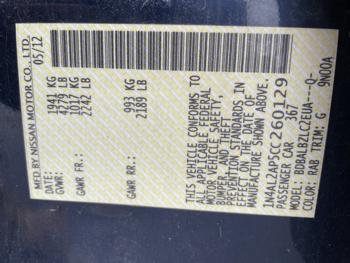 MFD BY NISSAN MOTOR CO., LTD.
DATE: 05/12
GVWR: 1941 KG
4279 LB
GAWR FR.: 1017 KG
2242 LB
GAWR RR.: 993 KG
2189 LB
THIS VEHICLE CONFORMS TO
ALL APPLICABLE FEDERAL
MOTOR VEHICLE SAFETY,
BUMPER, AND THEFT
PREVENTION STANDARDS IN
EFFECT ON THE DATE OF
MANUFACTURE SHOWN ABOVE.
1N4AL2AP5CC260129
PASSENGER CAR 367
MODEL: BDBALBZLC2EUA---Q-
COLOR: RAB TRIM: G 9N00A